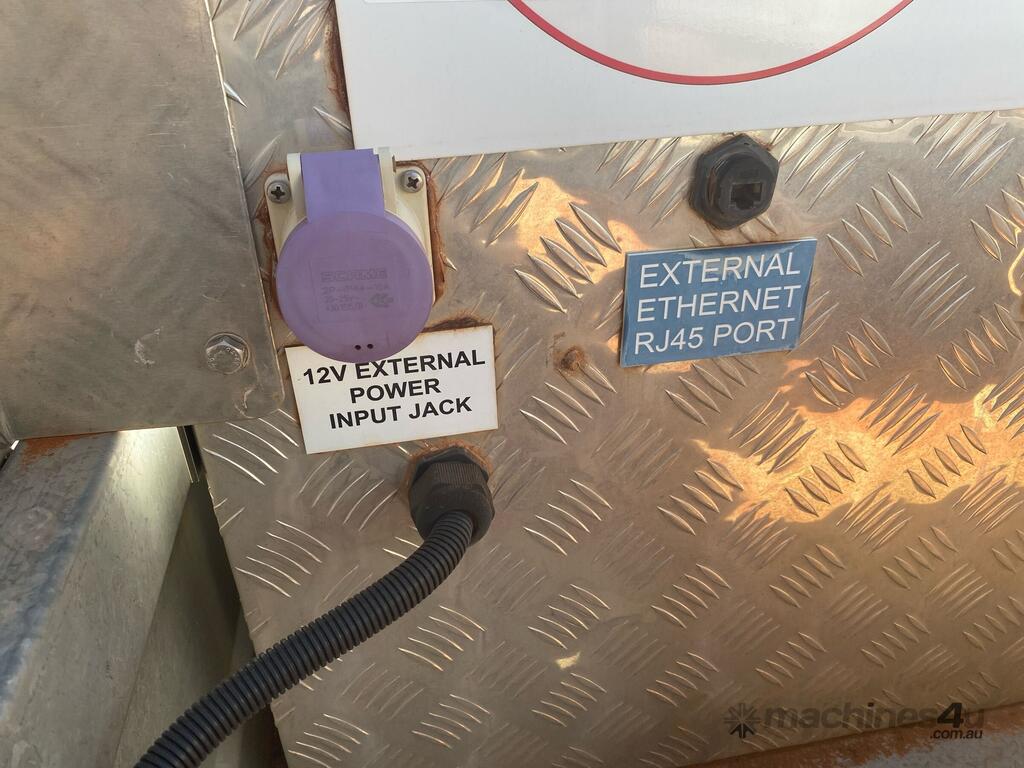 SCAME
12V EXTERNAL
POWER
INPUT JACK
EXTERNAL
ETHERNET
RJ45 PORT
machines4u
.com.au